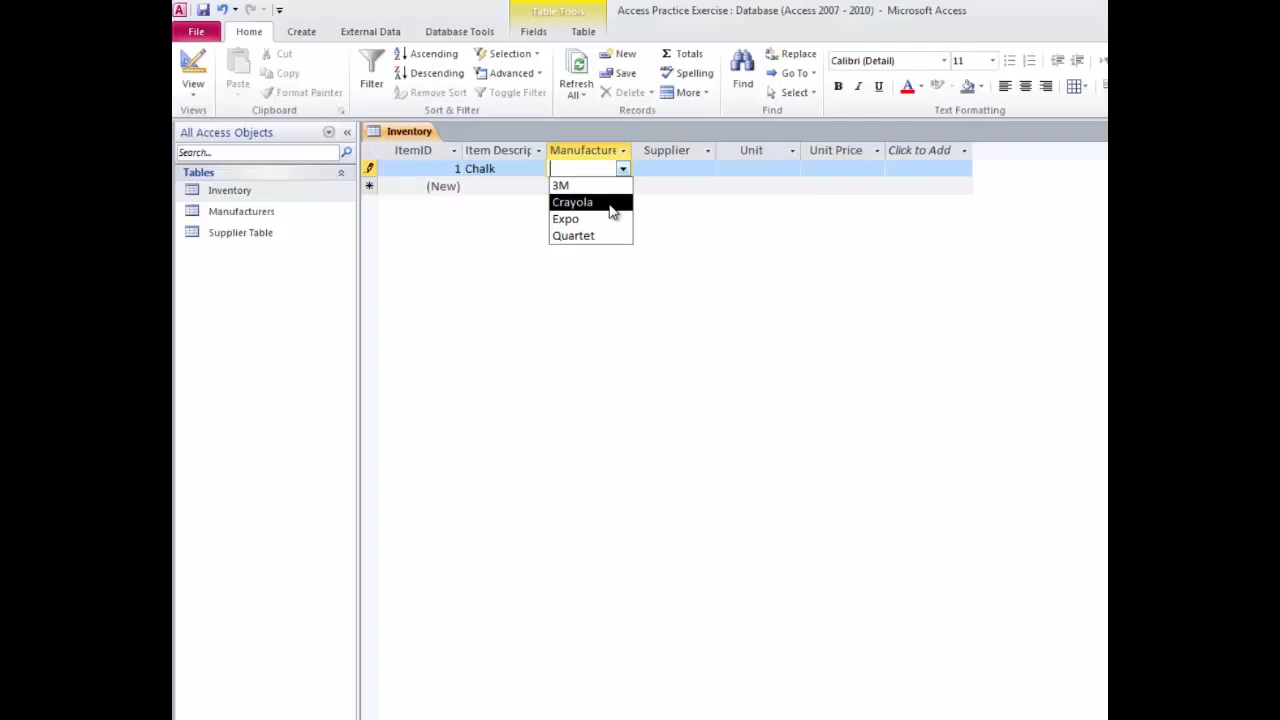 Table Tools
Access Practice Exercise : Database (Access 2007 - 2010) - Microsoft Access
File Home Create External Data Database Tools Fields Table
View
Views
Paste
Cut
Copy
Format Painter
Clipboard
Filter
Ascending
Descending
Remove Sort
Selection
Advanced
Toggle Filter
Sort & Filter
Refresh
All
New
Save
Delete
Totals
Spelling
More
Records
Find
Replace
Go To
Select
Find
Calibri (Detail) 11
B I U A ab
Text Formatting
All Access Objects
Search...
Tables
Inventory
Manufacturers
Supplier Table
Inventory
ItemID Item Descrip Manufacture Supplier Unit Unit Price Click to Add
1 Chalk
(New)
3M
Crayola
Expo
Quartet